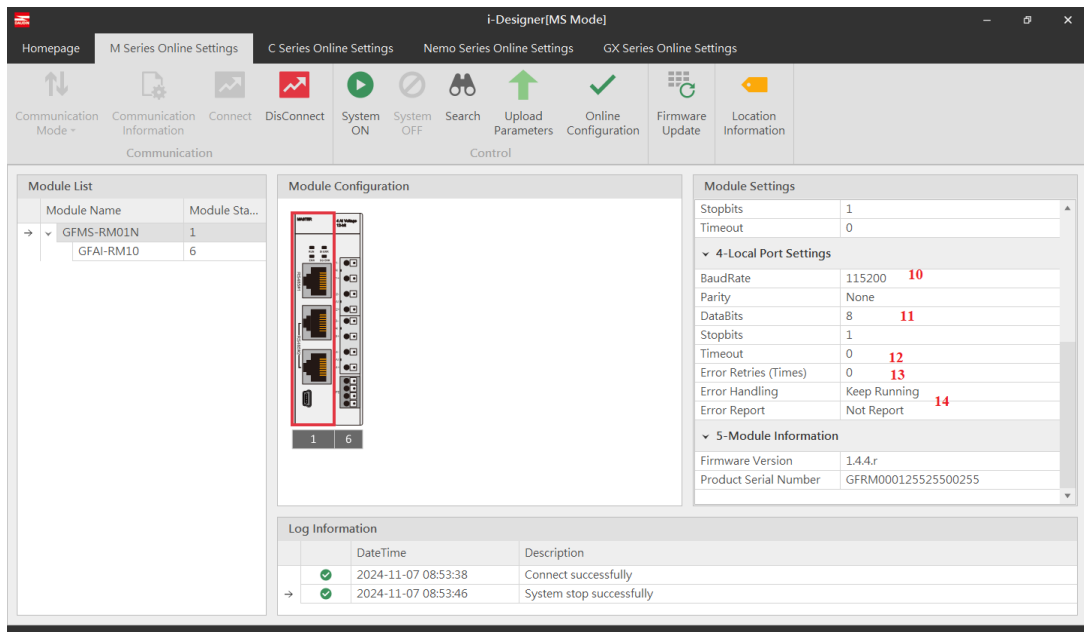 i-Designer[MS Mode]
Homepage M Series Online Settings C Series Online Settings Nemo Series Online Settings GX Series Online Settings
Communication Mode Communication Information Connect DisConnect System ON System OFF Search Upload Parameters Online Configuration Firmware Update Location Information
Communication Control
Module List
Module Name Module Sta...
GFMS-RM01N 1
GFAI-RM10 6
Module Configuration
MASTER
1 6
Module Settings
Stopbits 1
Timeout 0
4-Local Port Settings
BaudRate 115200 10
Parity None
DataBits 8 11
Stopbits 1
Timeout 0 12
Error Retries (Times) 0 13
Error Handling Keep Running
14
Error Report Not Report
5-Module Information
Firmware Version 1.4.4.r
Product Serial Number GFRM000125525500255
Log Information
DateTime Description
2024-11-07 08:53:38 Connect successfully
2024-11-07 08:53:46 System stop successfully